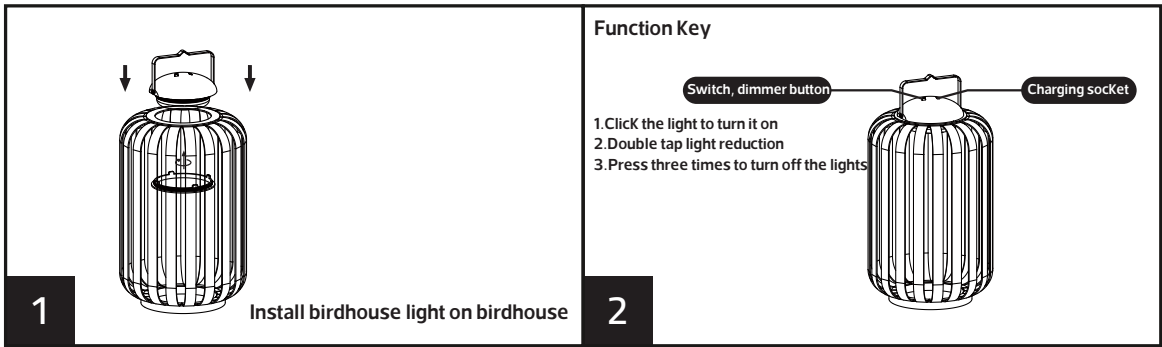 Install birdhouse light on birdhouse
1
Function Key
Switch, dimmer button
Charging socKet
1.ClicK the light to turn it on
2.Double tap light reduction
3.Press three times to turn off the lights
2